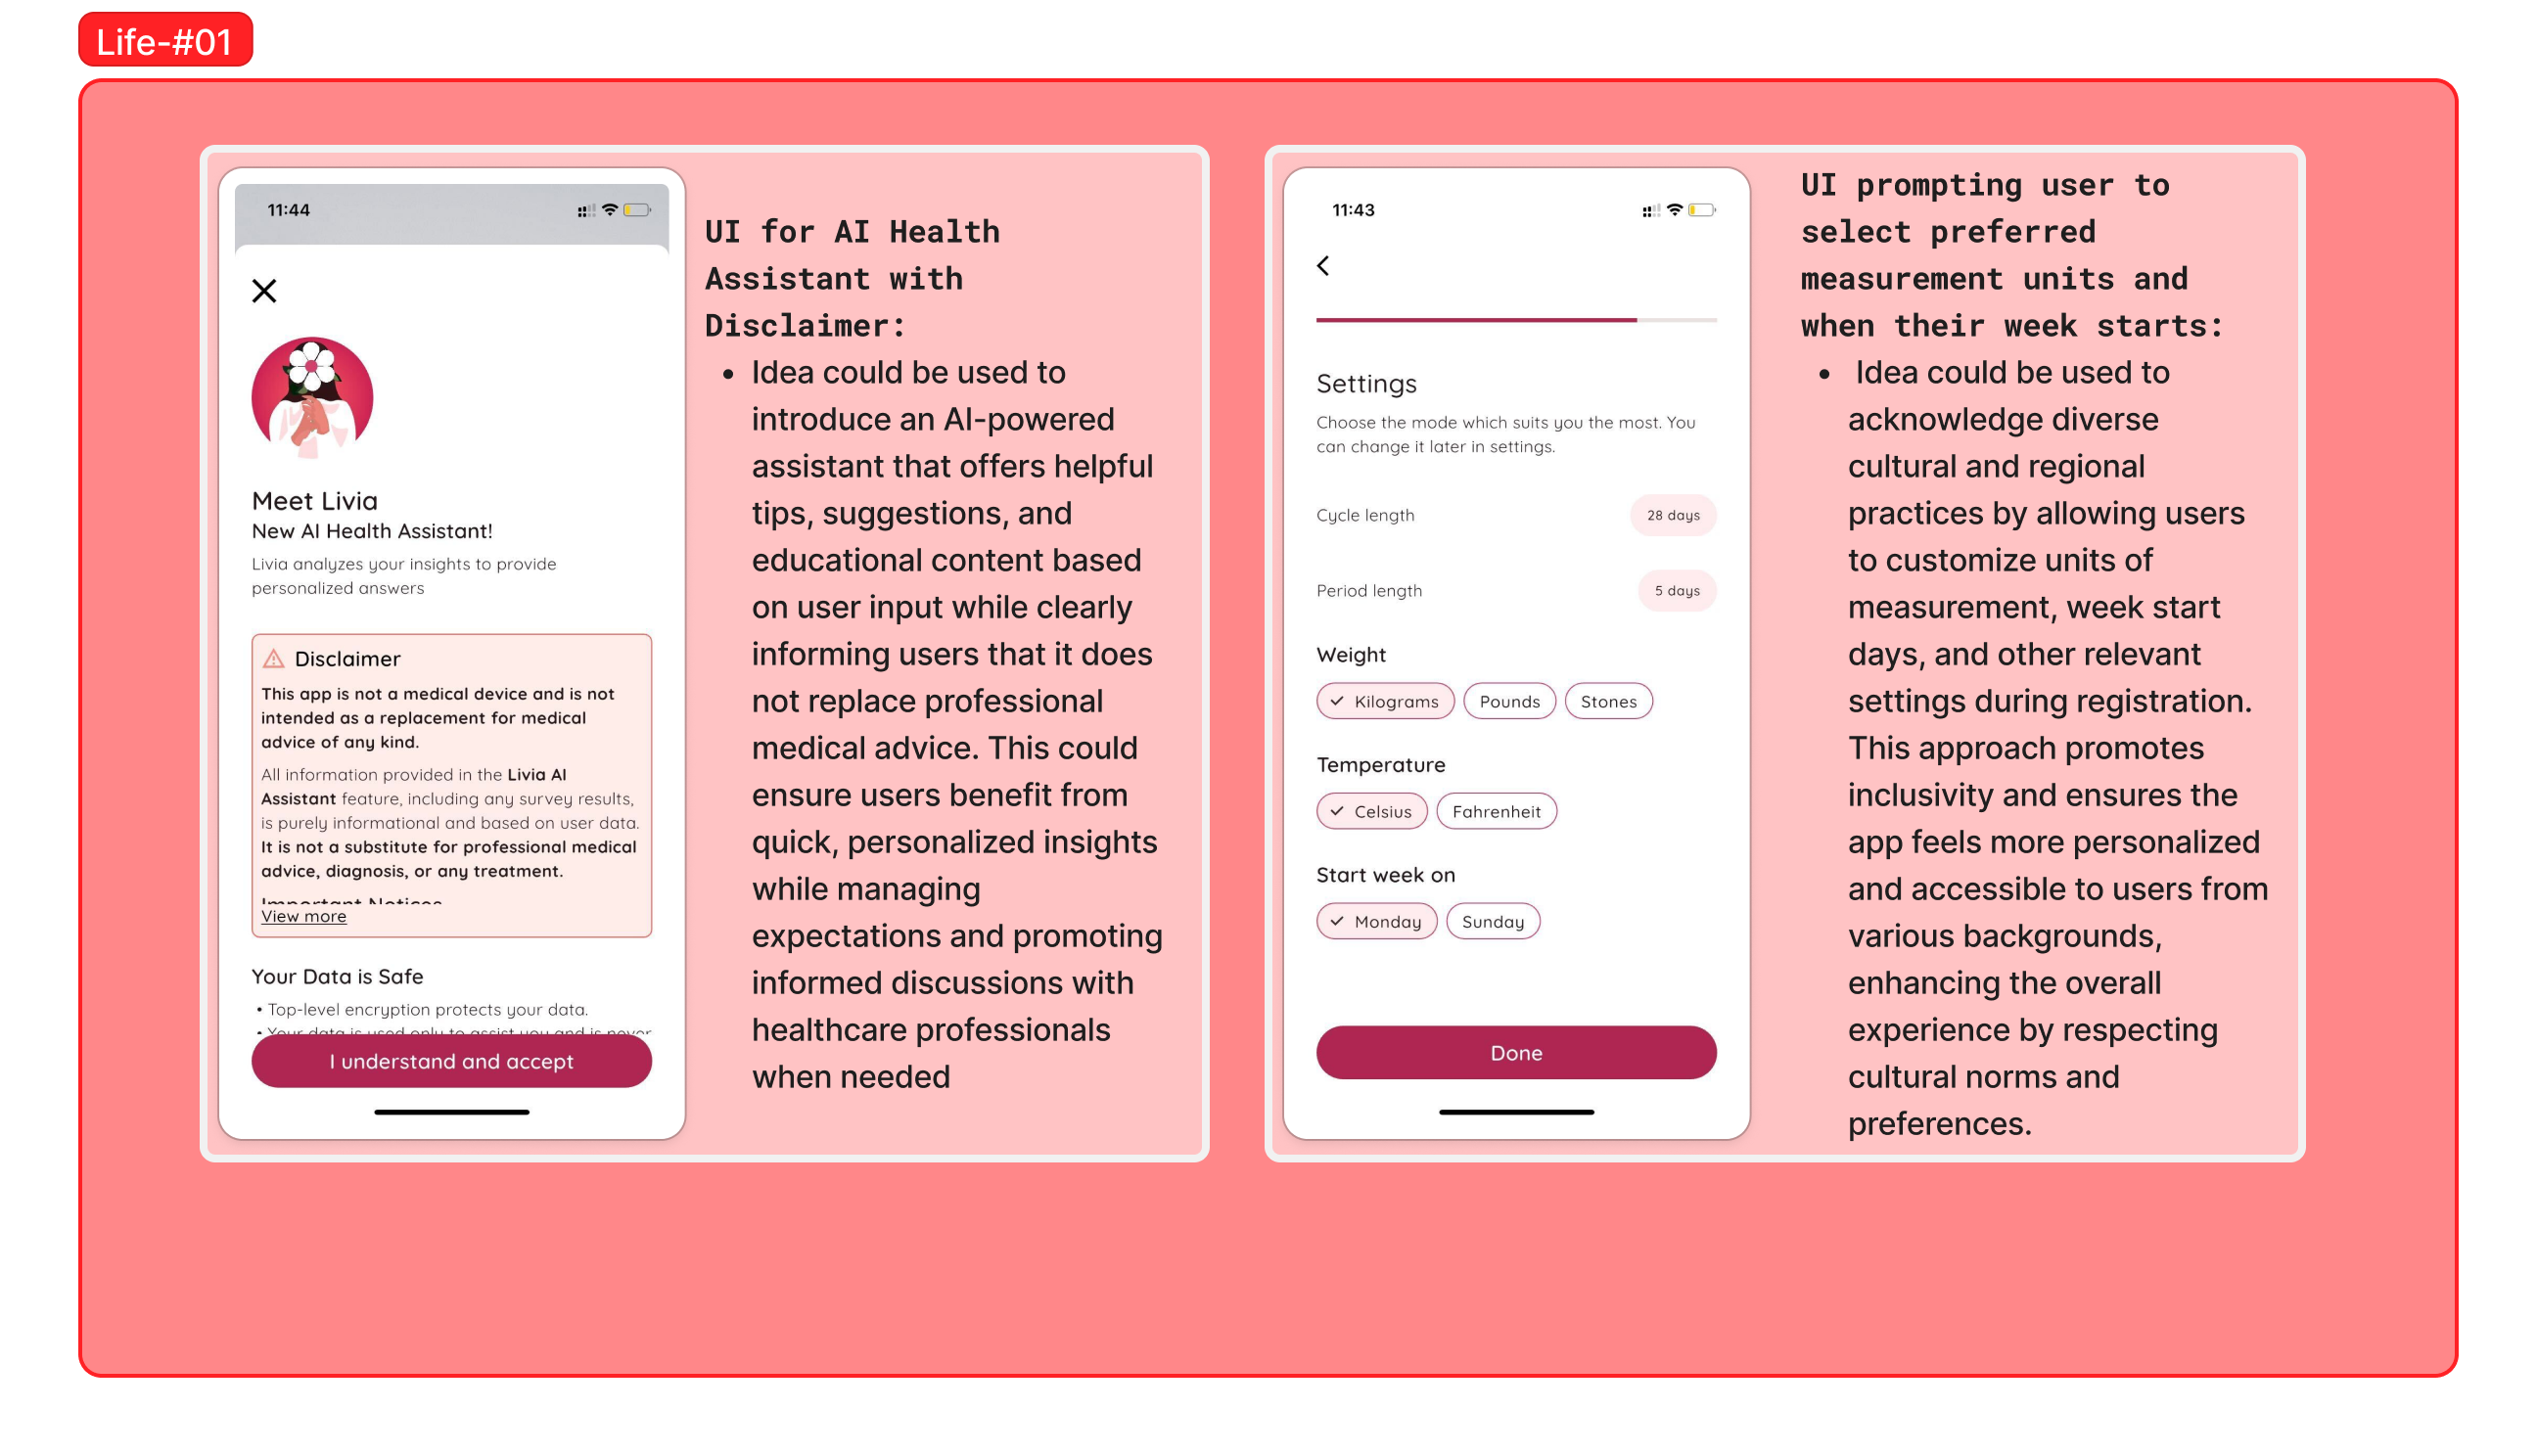 Life-#01
11:44
Meet Livia
New AI Health Assistant!
Livia analyzes your insights to provide
personalized answers
Disclaimer
This app is not a medical device and is not
intended as a replacement for medical
advice of any kind.
All information provided in the Livia AI
Assistant feature, including any survey results,
is purely informational and based on user data.
It is not a substitute for professional medical
advice, diagnosis, or any treatment.
Important Notices
View more
Your Data is Safe
• Top-level encryption protects your data.
• Your data is used only to assist you and is never
I understand and accept
UI for AI Health
Assistant with
Disclaimer:
• Idea could be used to
introduce an AI-powered
assistant that offers helpful
tips, suggestions, and
educational content based
on user input while clearly
informing users that it does
not replace professional
medical advice. This could
ensure users benefit from
quick, personalized insights
while managing
expectations and promoting
informed discussions with
healthcare professionals
when needed
11:43
Settings
Choose the mode which suits you the most. You
can change it later in settings.
Cycle length
28 days
Period length
5 days
Weight
Kilograms Pounds Stones
Temperature
Celsius Fahrenheit
Start week on
Monday Sunday
Done
UI prompting user to
select preferred
measurement units and
when their week starts:
• Idea could be used to
acknowledge diverse
cultural and regional
practices by allowing users
to customize units of
measurement, week start
days, and other relevant
settings during registration.
This approach promotes
inclusivity and ensures the
app feels more personalized
and accessible to users from
various backgrounds,
enhancing the overall
experience by respecting
cultural norms and
preferences.